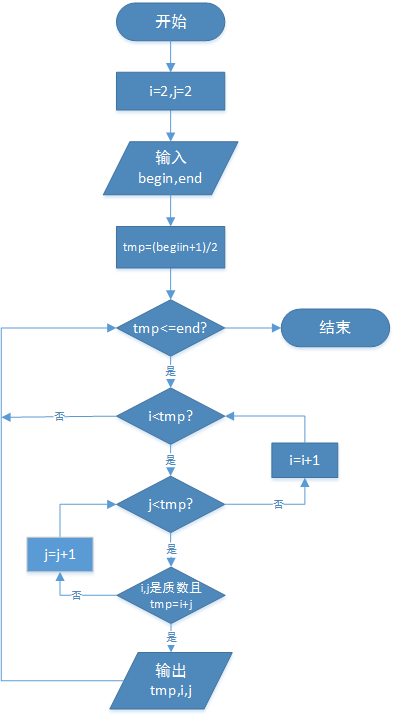 开始
i=2,j=2
输入
begin,end
tmp=(begiin+1)/2
tmp<=end?
结束
是
i<tmp?
否
i=i+1
是
j<tmp?
否
j=j+1
是
i,j是质数且
tmp=i+j
否
是
输出
tmp,i,j